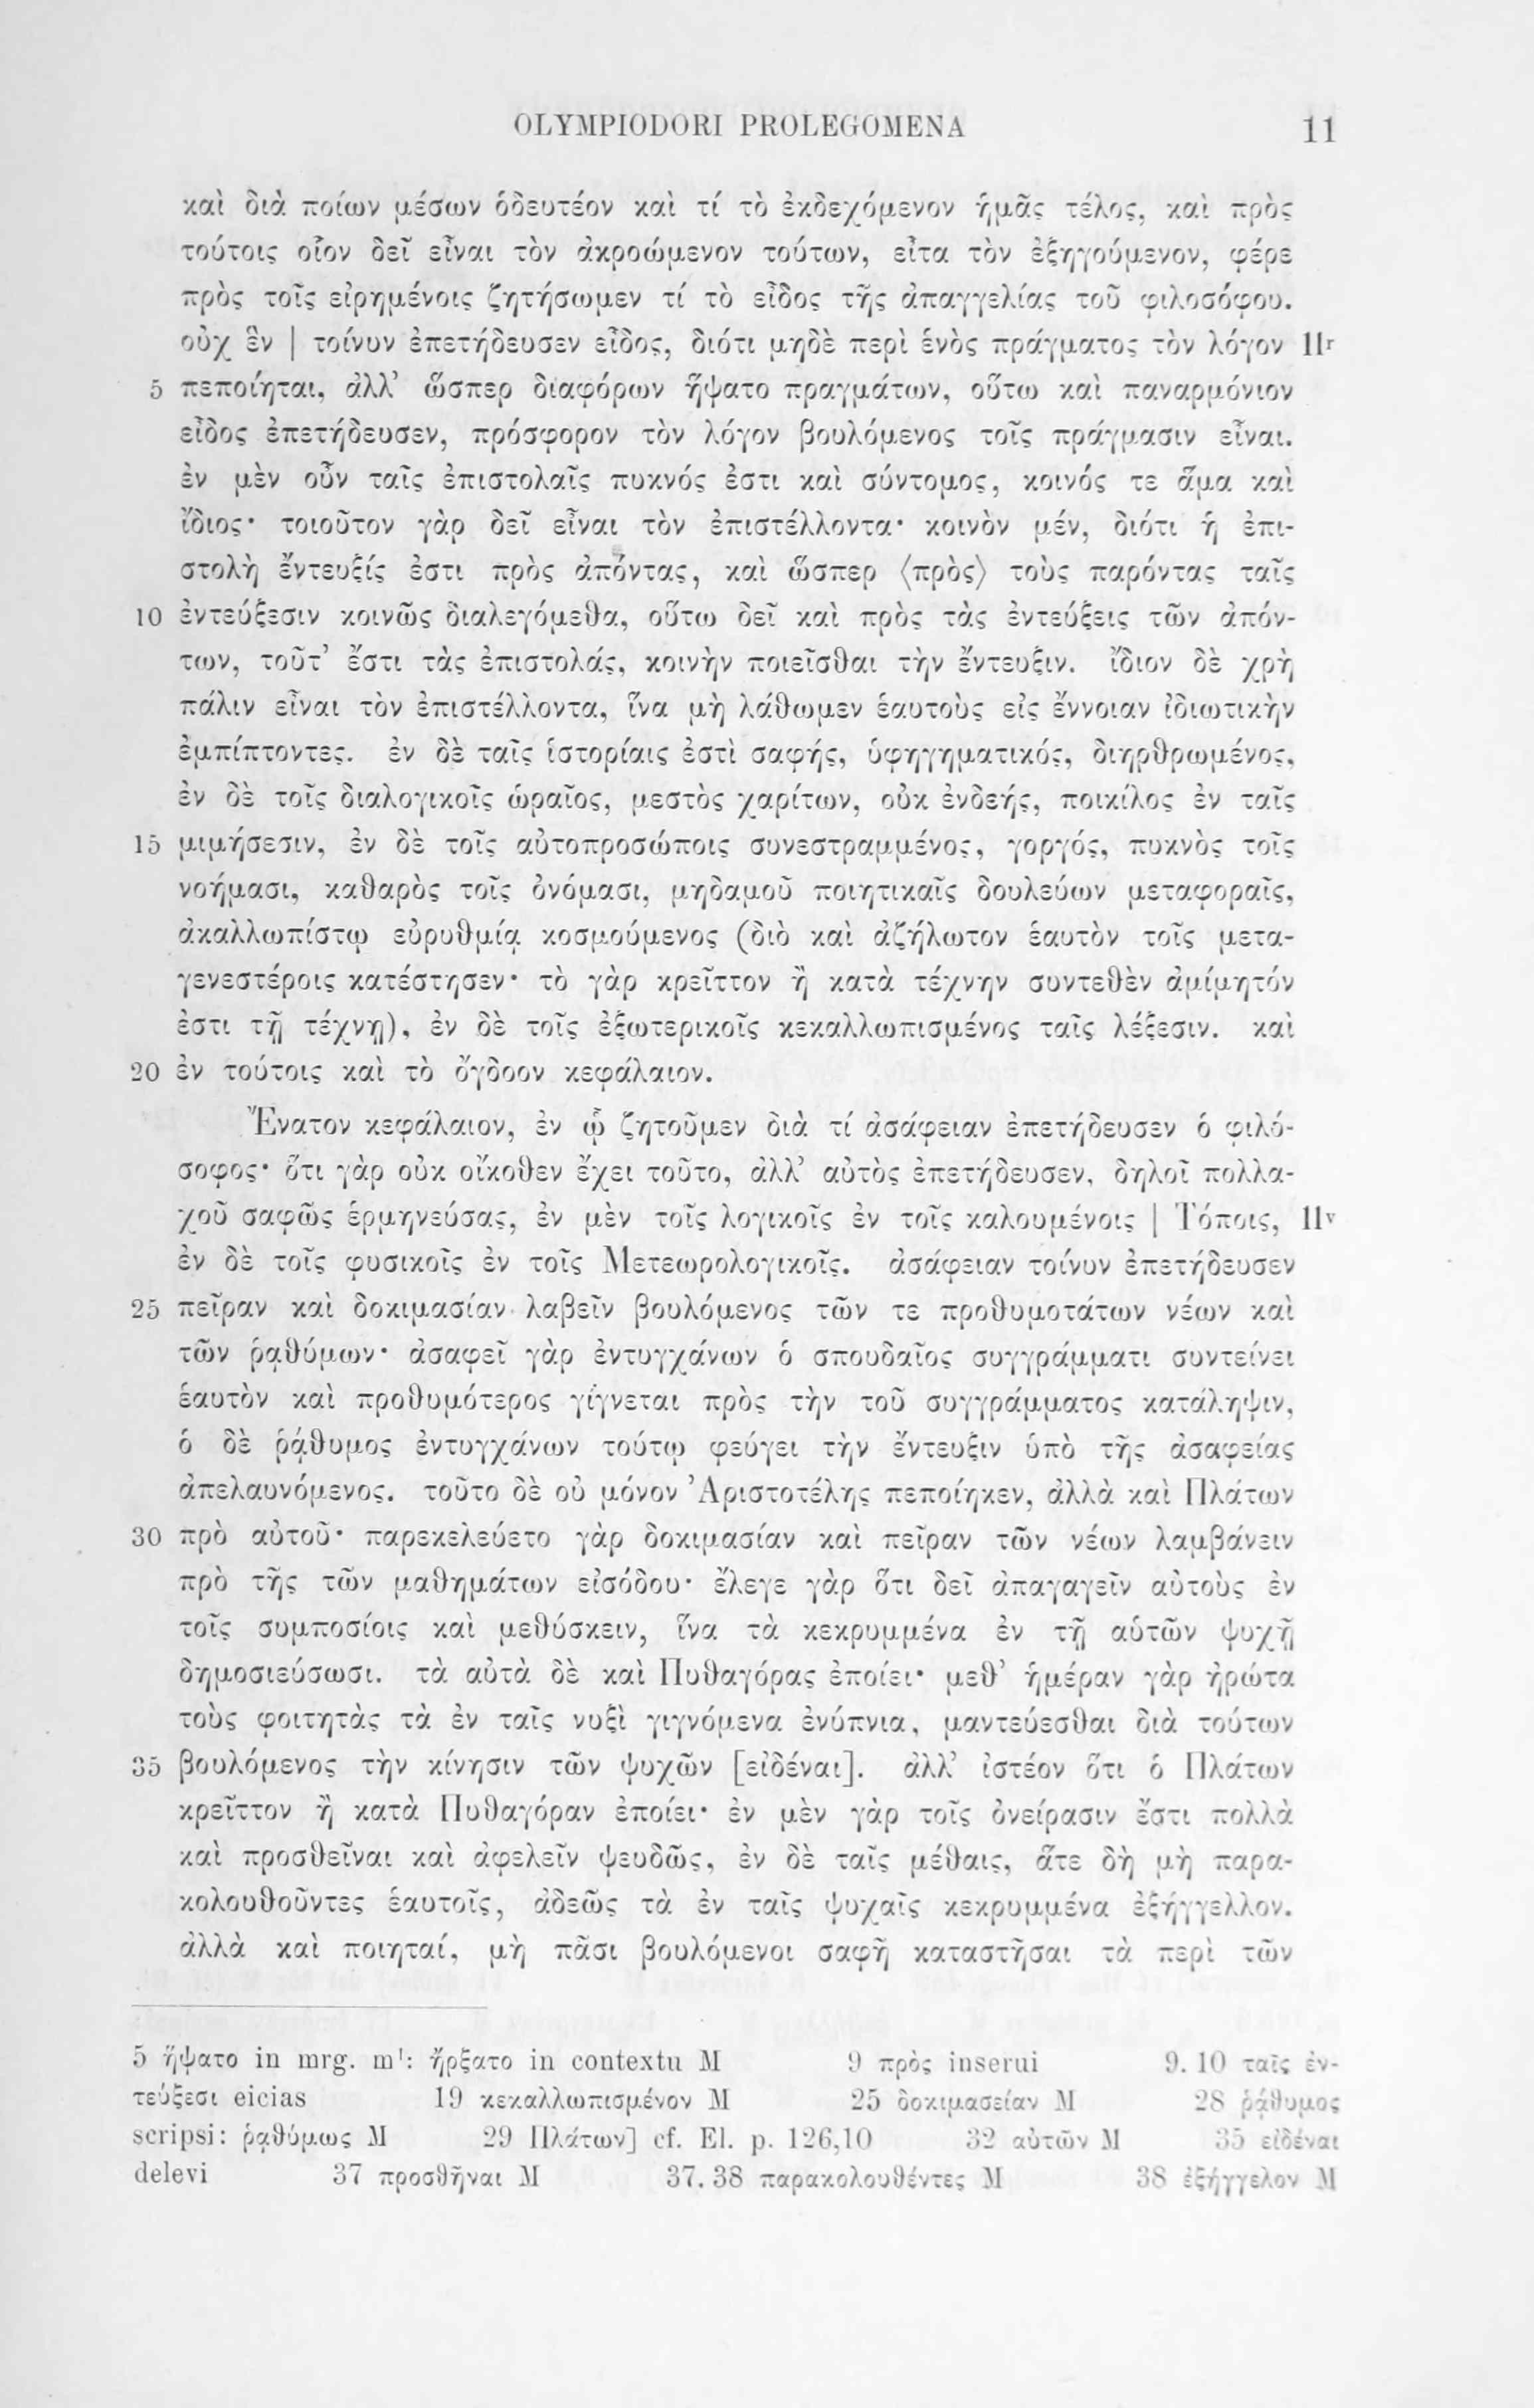 OLYMPIODORI PROLEGOMENA 11
καὶ διὰ ποίων μέσων ὁδευτέον καὶ τί τὸ ἐκδεχόμενον ἡμᾶς τέλος, καὶ πρὸς
τούτοις οἷον δεῖ εἶναι τὸν ἀκροώμενον τούτων, εἶτα τὸν ἐξηγούμενον, φέρε
πρὸς τοῖς εἰρημένοις ζητήσωμεν τί τὸ εἶδος τῆς ἀπαγγελίας τοῦ φιλοσόφου.
οὐχ ἓν | τοίνυν ἐπετήδευσεν εἶδος, διότι μηδὲ περὶ ἑνὸς πράγματος τὸν λόγον 11r
5 πεποίηται, ἀλλ’ ὥσπερ διαφόρων ἥψατο πραγμάτων, οὕτω καὶ παναρμόνιον
εἶδος ἐπετήδευσεν, πρόσφορον τὸν λόγον βουλόμενος τοῖς πράγμασιν εἶναι.
ἐν μὲν οὖν ταῖς ἐπιστολαῖς πυκνός ἐστι καὶ σύντομος, κοινός τε ἅμα καὶ
ἴδιος· τοιοῦτον γὰρ δεῖ εἶναι τὸν ἐπιστέλλοντα· κοινὸν μέν, διότι ἡ ἐπι-
στολὴ ἔντευξίς ἐστι πρὸς ἀπόντας, καὶ ὥσπερ ⟨πρὸς⟩ τοὺς παρόντας ταῖς
10 ἐντεύξεσιν κοινῶς διαλεγόμεθα, οὕτω δεῖ καὶ πρὸς τὰς ἐντεύξεις τῶν ἀπόν-
των, τοῦτ’ ἔστι τὰς ἐπιστολάς, κοινὴν ποιεῖσθαι τὴν ἔντευξιν. ἴδιον δὲ χρὴ
πάλιν εἶναι τὸν ἐπιστέλλοντα, ἵνα μὴ λάθωμεν ἑαυτοὺς εἰς ἔννοιαν ἰδιωτικὴν
ἐμπίπτοντες. ἐν δὲ ταῖς ἱστορίαις ἐστὶ σαφής, ὑφηγηματικός, διηρθρωμένος,
ἐν δὲ τοῖς διαλογικοῖς ὡραῖος, μεστὸς χαρίτων, οὐκ ἐνδεής, ποικίλος ἐν ταῖς
15 μιμήσεσιν, ἐν δὲ τοῖς αὐτοπροσώποις συνεστραμμένος, γοργός, πυκνὸς τοῖς
νοήμασι, καθαρὸς τοῖς ὀνόμασι, μηδαμοῦ ποιητικαῖς δουλεύων μεταφοραῖς,
ἀκαλλωπίστῳ εὐρυθμίᾳ κοσμούμενος (διὸ καὶ ἀζήλωτον ἑαυτὸν τοῖς μετα-
γενεστέροις κατέστησεν· τὸ γὰρ κρεῖττον ἢ κατὰ τέχνην συντεθὲν ἀμίμητόν
ἐστι τῇ τέχνῃ), ἐν δὲ τοῖς ἐξωτερικοῖς κεκαλλωπισμένος ταῖς λέξεσιν. καὶ
20 ἐν τούτοις καὶ τὸ ὄγδοον κεφάλαιον.
Ἔνατον κεφάλαιον, ἐν ᾧ ζητοῦμεν διὰ τί ἀσάφειαν ἐπετήδευσεν ὁ φιλό-
σοφος· ὅτι γὰρ οὐκ οἴκοθεν ἔχει τοῦτο, ἀλλ’ αὐτὸς ἐπετήδευσεν, δηλοῖ πολλα-
χοῦ σαφῶς ἑρμηνεύσας, ἐν μὲν τοῖς λογικοῖς ἐν τοῖς καλουμένοις | Τόποις, 11v
ἐν δὲ τοῖς φυσικοῖς ἐν τοῖς Μετεωρολογικοῖς. ἀσάφειαν τοίνυν ἐπετήδευσεν
25 πεῖραν καὶ δοκιμασίαν λαβεῖν βουλόμενος τῶν τε προθυμοτάτων νέων καὶ
τῶν ῥᾳθύμων· ἀσαφεῖ γὰρ ἐντυγχάνων ὁ σπουδαῖος συγγράμματι συντείνει
ἑαυτὸν καὶ προθυμότερος γίγνεται πρὸς τὴν τοῦ συγγράμματος κατάληψιν,
ὁ δὲ ῥᾴθυμος ἐντυγχάνων τούτῳ φεύγει τὴν ἔντευξιν ὑπὸ τῆς ἀσαφείας
ἀπελαυνόμενος. τοῦτο δὲ οὐ μόνον Ἀριστοτέλης πεποίηκεν, ἀλλὰ καὶ Πλάτων
30 πρὸ αὐτοῦ· παρεκελεύετο γὰρ δοκιμασίαν καὶ πεῖραν τῶν νέων λαμβάνειν
πρὸ τῆς τῶν μαθημάτων εἰσόδου· ἔλεγε γὰρ ὅτι δεῖ ἀπαγαγεῖν αὐτοὺς ἐν
τοῖς συμποσίοις καὶ μεθύσκειν, ἵνα τὰ κεκρυμμένα ἐν τῇ αὑτῶν ψυχῇ
δημοσιεύσωσι. τὰ αὐτὰ δὲ καὶ Πυθαγόρας ἐποίει· μεθ’ ἡμέραν γὰρ ἠρώτα
τοὺς φοιτητὰς τὰ ἐν ταῖς νυξὶ γιγνόμενα ἐνύπνια, μαντεύεσθαι διὰ τούτων
35 βουλόμενος τὴν κίνησιν τῶν ψυχῶν [εἰδέναι]. ἀλλ’ ἰστέον ὅτι ὁ Πλάτων
κρεῖττον ἢ κατὰ Πυθαγόραν ἐποίει· ἐν μὲν γὰρ τοῖς ὀνείρασιν ἔστι πολλὰ
καὶ προσθεῖναι καὶ ἀφελεῖν ψευδῶς, ἐν δὲ ταῖς μέθαις, ἅτε δὴ μὴ παρα-
κολουθοῦντες ἑαυτοῖς, ἀδεῶς τὰ ἐν ταῖς ψυχαῖς κεκρυμμένα ἐξήγγελλον.
ἀλλὰ καὶ ποιηταί, μὴ πᾶσι βουλόμενοι σαφῆ καταστῆσαι τὰ περὶ τῶν
5 ἥψατο in mrg. m¹: ἤρξατο in contextu M 9 πρὸς inserui 9. 10 ταῖς ἐν-
τεύξεσι eicias 19 κεκαλλωπισμένον M 25 δοκιμασείαν M 28 ῥᾴθυμος
scripsi: ῥᾳθύμως M 29 Πλάτων] cf. El. p. 126,10 32 αὐτῶν M 35 εἰδέναι
delevi 37 προσθῆναι M 37. 38 παρακολουθέντες M 38 ἐξήγγελον M